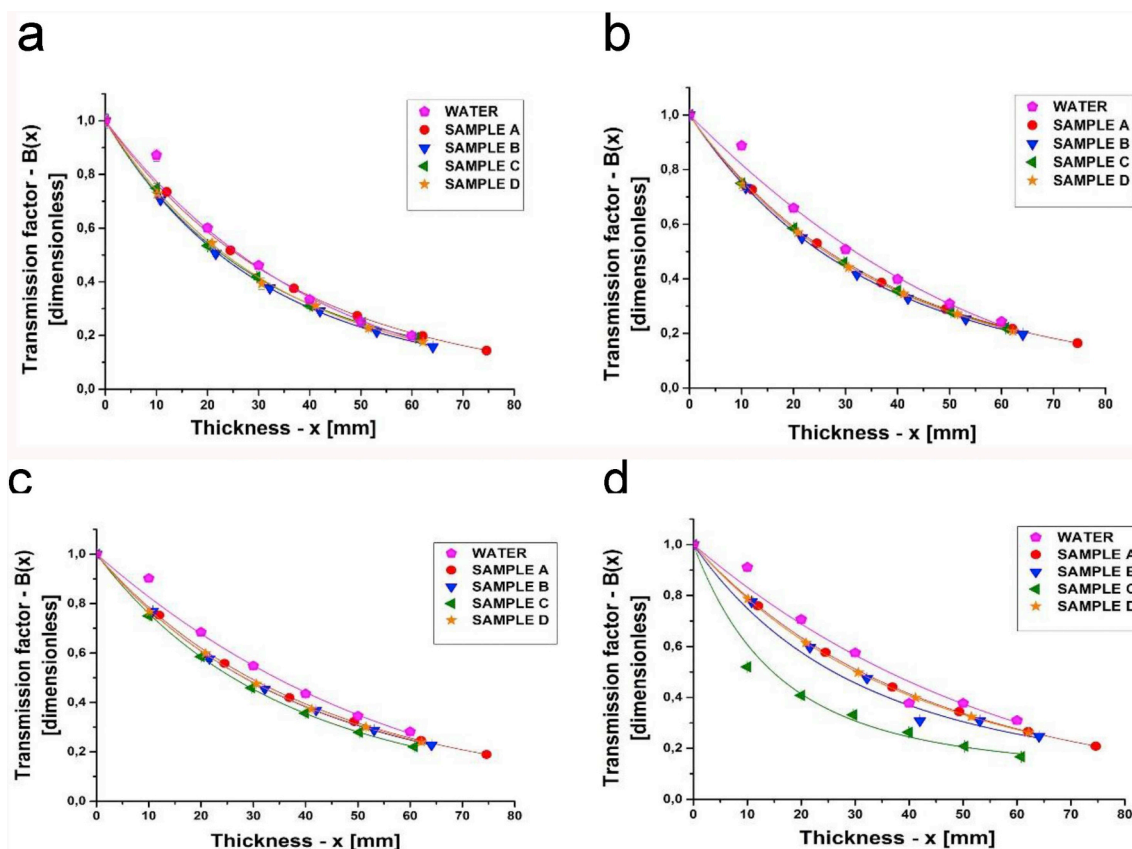 a
Transmission factor - B(x)
[dimensionless]
1,0
0,8
0,6
0,4
0,2
0,0
0 10 20 30 40 50 60 70 80
Thickness - x [mm]
WATER
SAMPLE A
SAMPLE B
SAMPLE C
SAMPLE D
b
Transmission factor - B(x)
[dimensionless]
1,0
0,8
0,6
0,4
0,2
0,0
0 10 20 30 40 50 60 70 80
Thickness - x [mm]
WATER
SAMPLE A
SAMPLE B
SAMPLE C
SAMPLE D
c
Transmission factor - B(x)
[dimensionless]
1,0
0,8
0,6
0,4
0,2
0,0
0 10 20 30 40 50 60 70 80
Thickness - x [mm]
WATER
SAMPLE A
SAMPLE B
SAMPLE C
SAMPLE D
d
Transmission factor - B(x)
[dimensionless]
1,0
0,8
0,6
0,4
0,2
0,0
0 10 20 30 40 50 60 70 80
Thickness - x [mm]
WATER
SAMPLE A
SAMPLE B
SAMPLE C
SAMPLE D